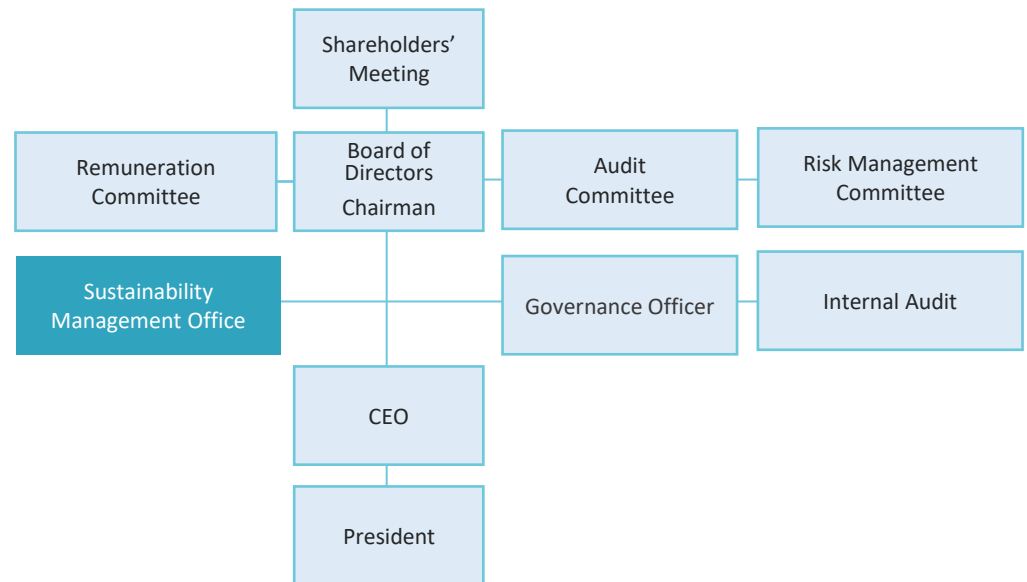 Shareholders’
Meeting
Remuneration
Committee
Board of
Directors
Chairman
Audit
Committee
Risk Management
Committee
Sustainability
Management Office
Governance Officer
Internal Audit
CEO
President